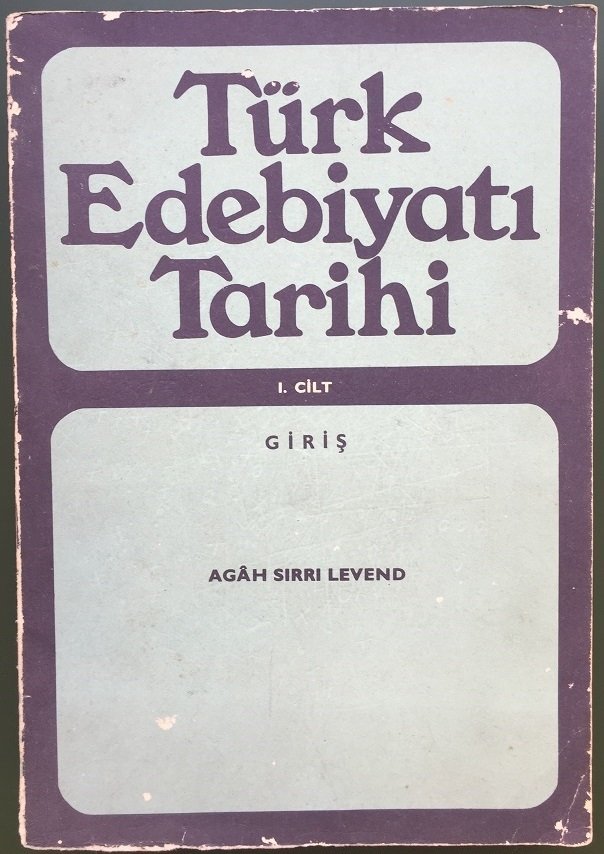 Türk
Edebiyatı
Tarihi
I. CİLT
GİRİŞ
AGÂH SIRRI LEVEND